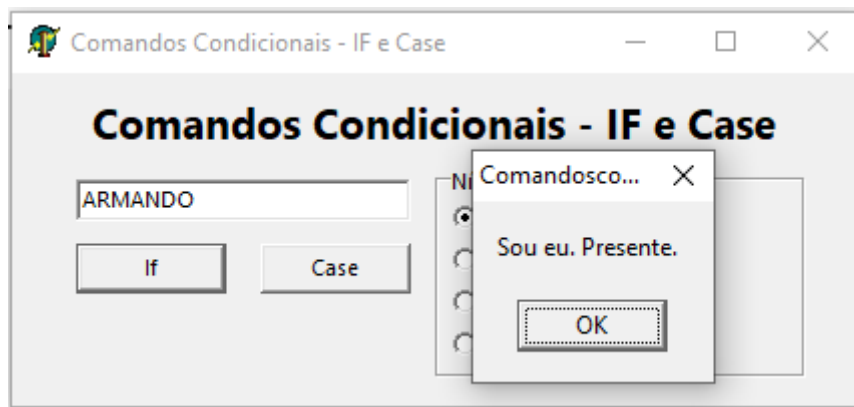 Comandos Condicionais - IF e Case
Comandos Condicionais - IF e Case
ARMANDO
If
Case
Comandosco...
Sou eu. Presente.
OK